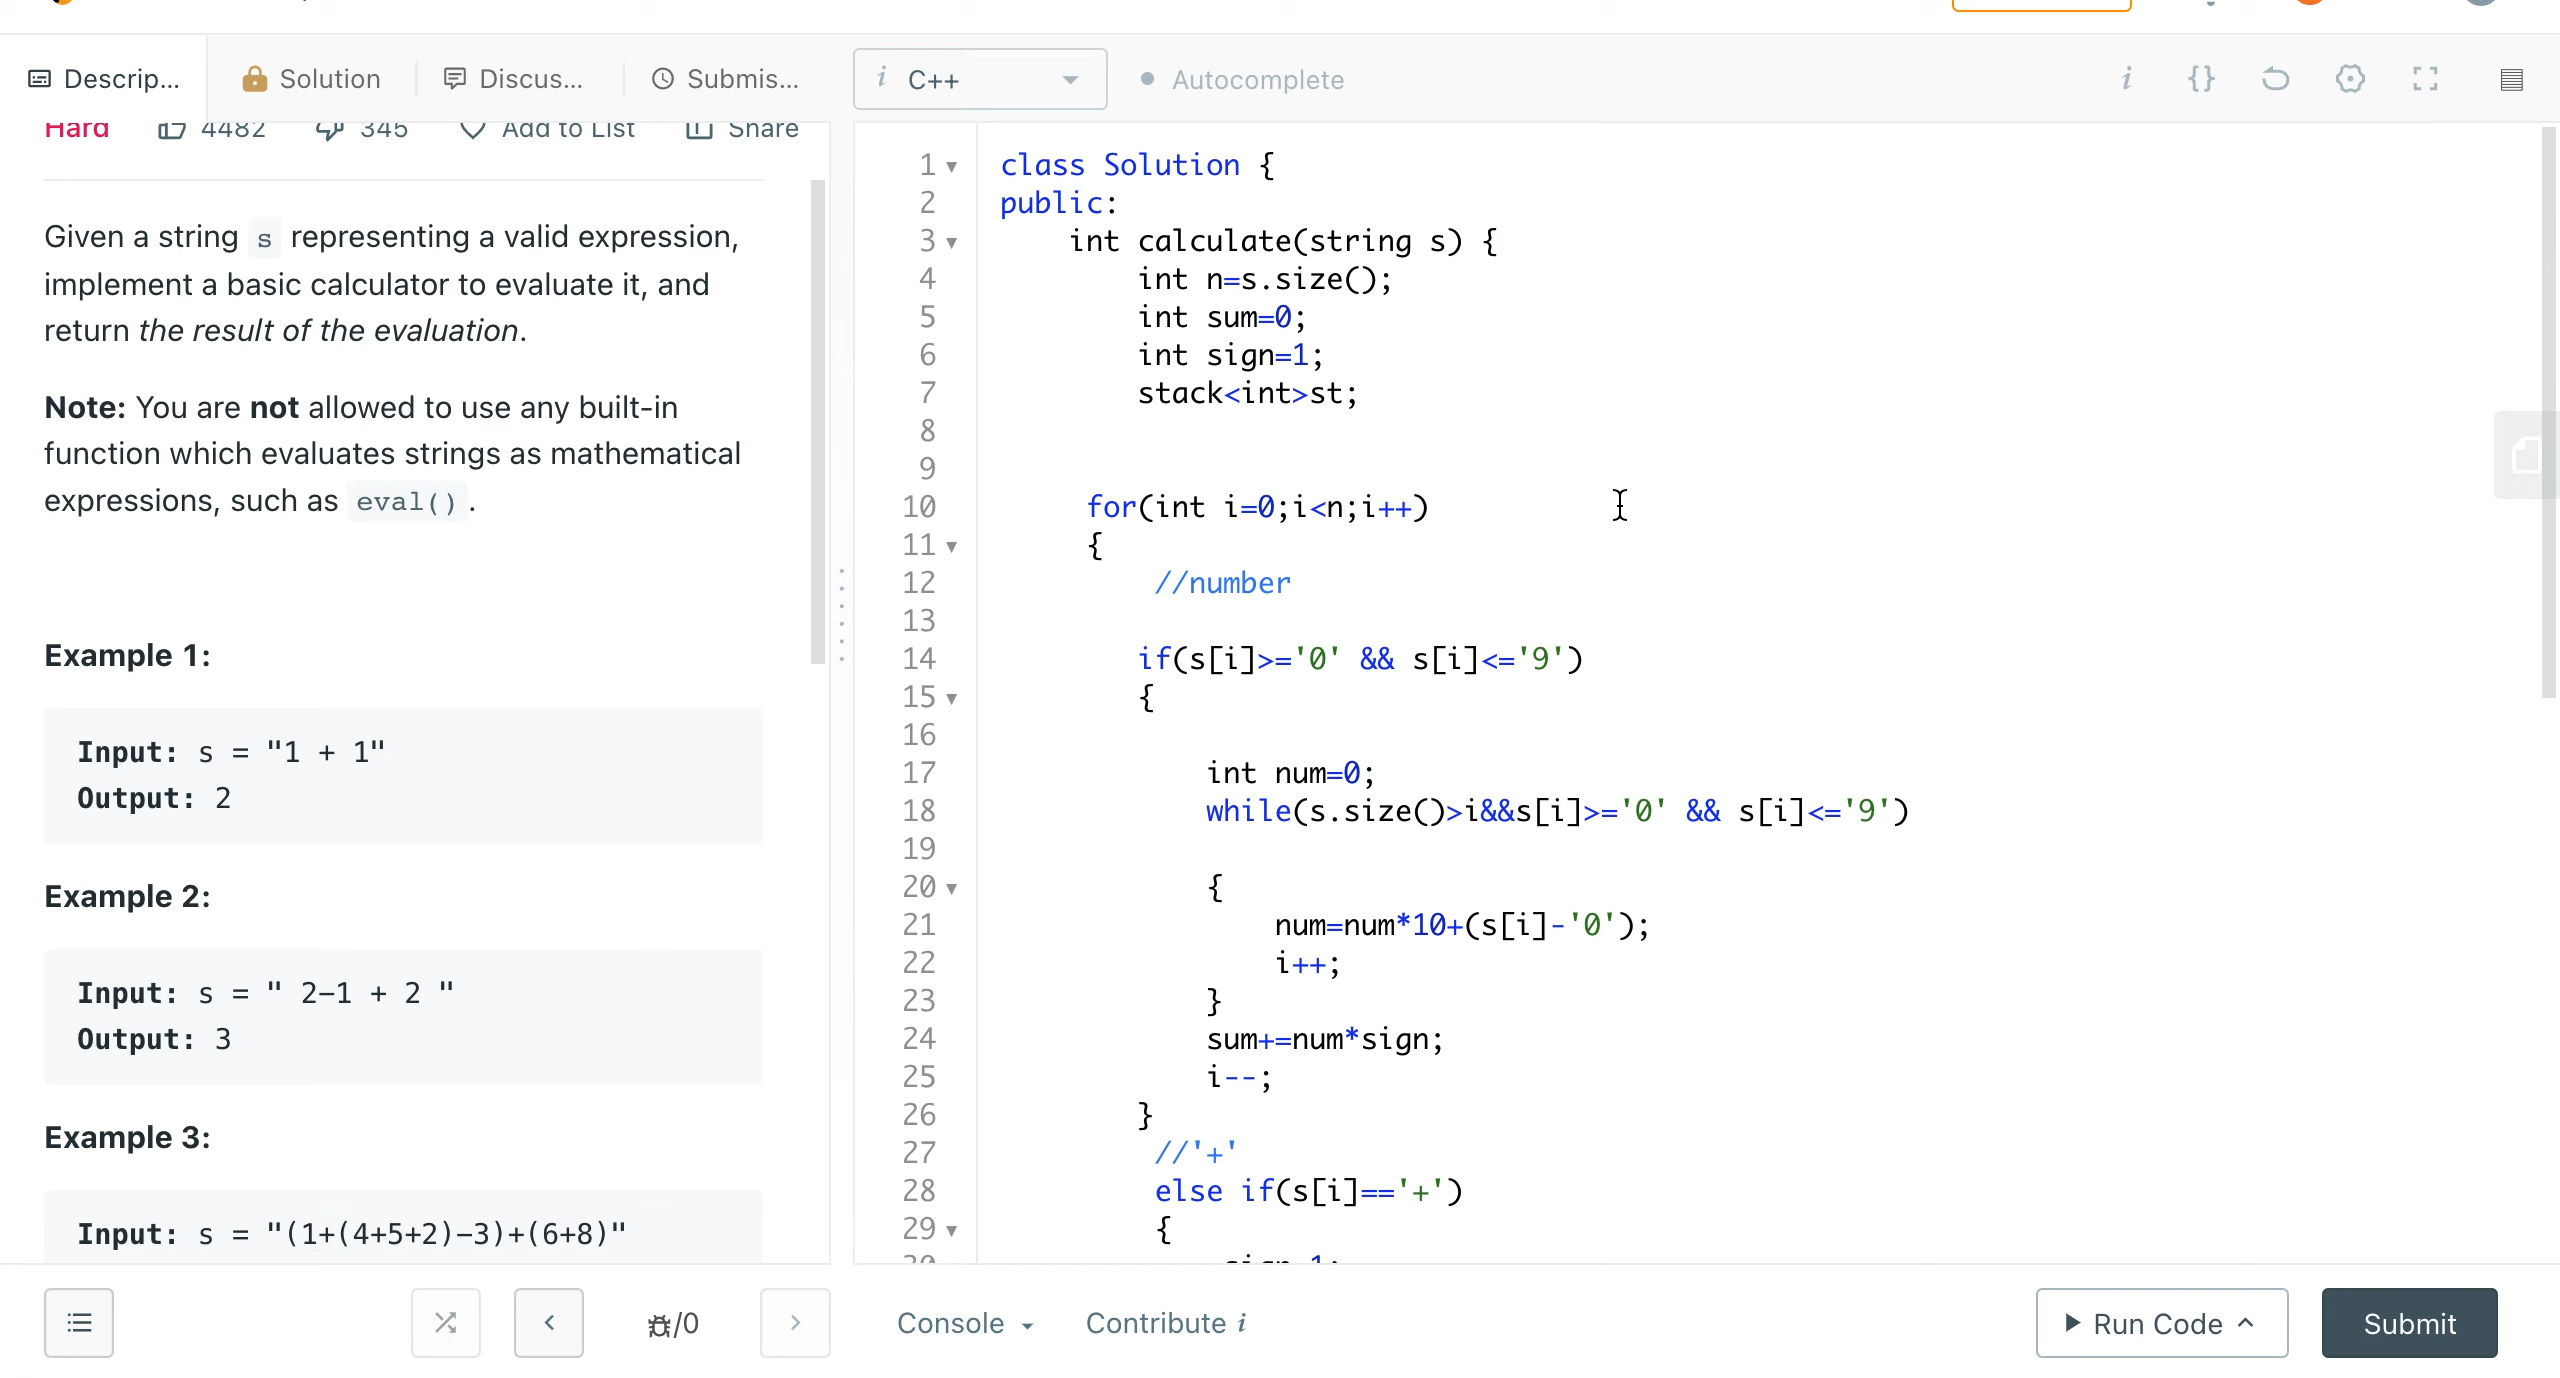 Descrip...
Solution
Discus...
Submis...
i C++
Autocomplete
i {}
Hard 4482 345 Add to List Share
Given a string s representing a valid expression,
implement a basic calculator to evaluate it, and
return the result of the evaluation.
Note: You are not allowed to use any built-in
function which evaluates strings as mathematical
expressions, such as eval().
Example 1:
Input: s = "1 + 1"
Output: 2
Example 2:
Input: s = " 2-1 + 2 "
Output: 3
Example 3:
Input: s = "(1+(4+5+2)-3)+(6+8)"
1 class Solution {
2 public:
3 int calculate(string s) {
4 int n=s.size();
5 int sum=0;
6 int sign=1;
7 stack<int>st;
8
9
10 for(int i=0;i<n;i++)
11 {
12 //number
13
14 if(s[i]>='0' && s[i]<='9')
15 {
16
17 int num=0;
18 while(s.size()>i&&s[i]>='0' && s[i]<='9')
19
20 {
21 num=num*10+(s[i]-'0');
22 i++;
23 }
24 sum+=num*sign;
25 i--;
26 }
27 //'+'
28 else if(s[i]=='+')
29 {
/0
Console
Contribute i
Run Code
Submit